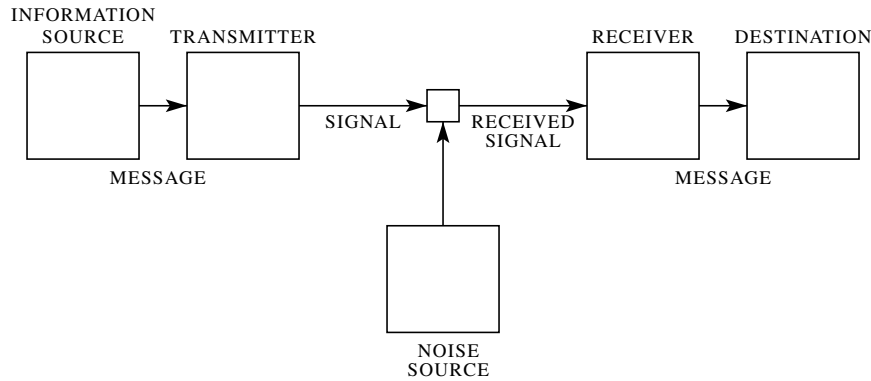 INFORMATION
SOURCE
TRANSMITTER
RECEIVER
DESTINATION
SIGNAL
RECEIVED
SIGNAL
MESSAGE
MESSAGE
NOISE
SOURCE